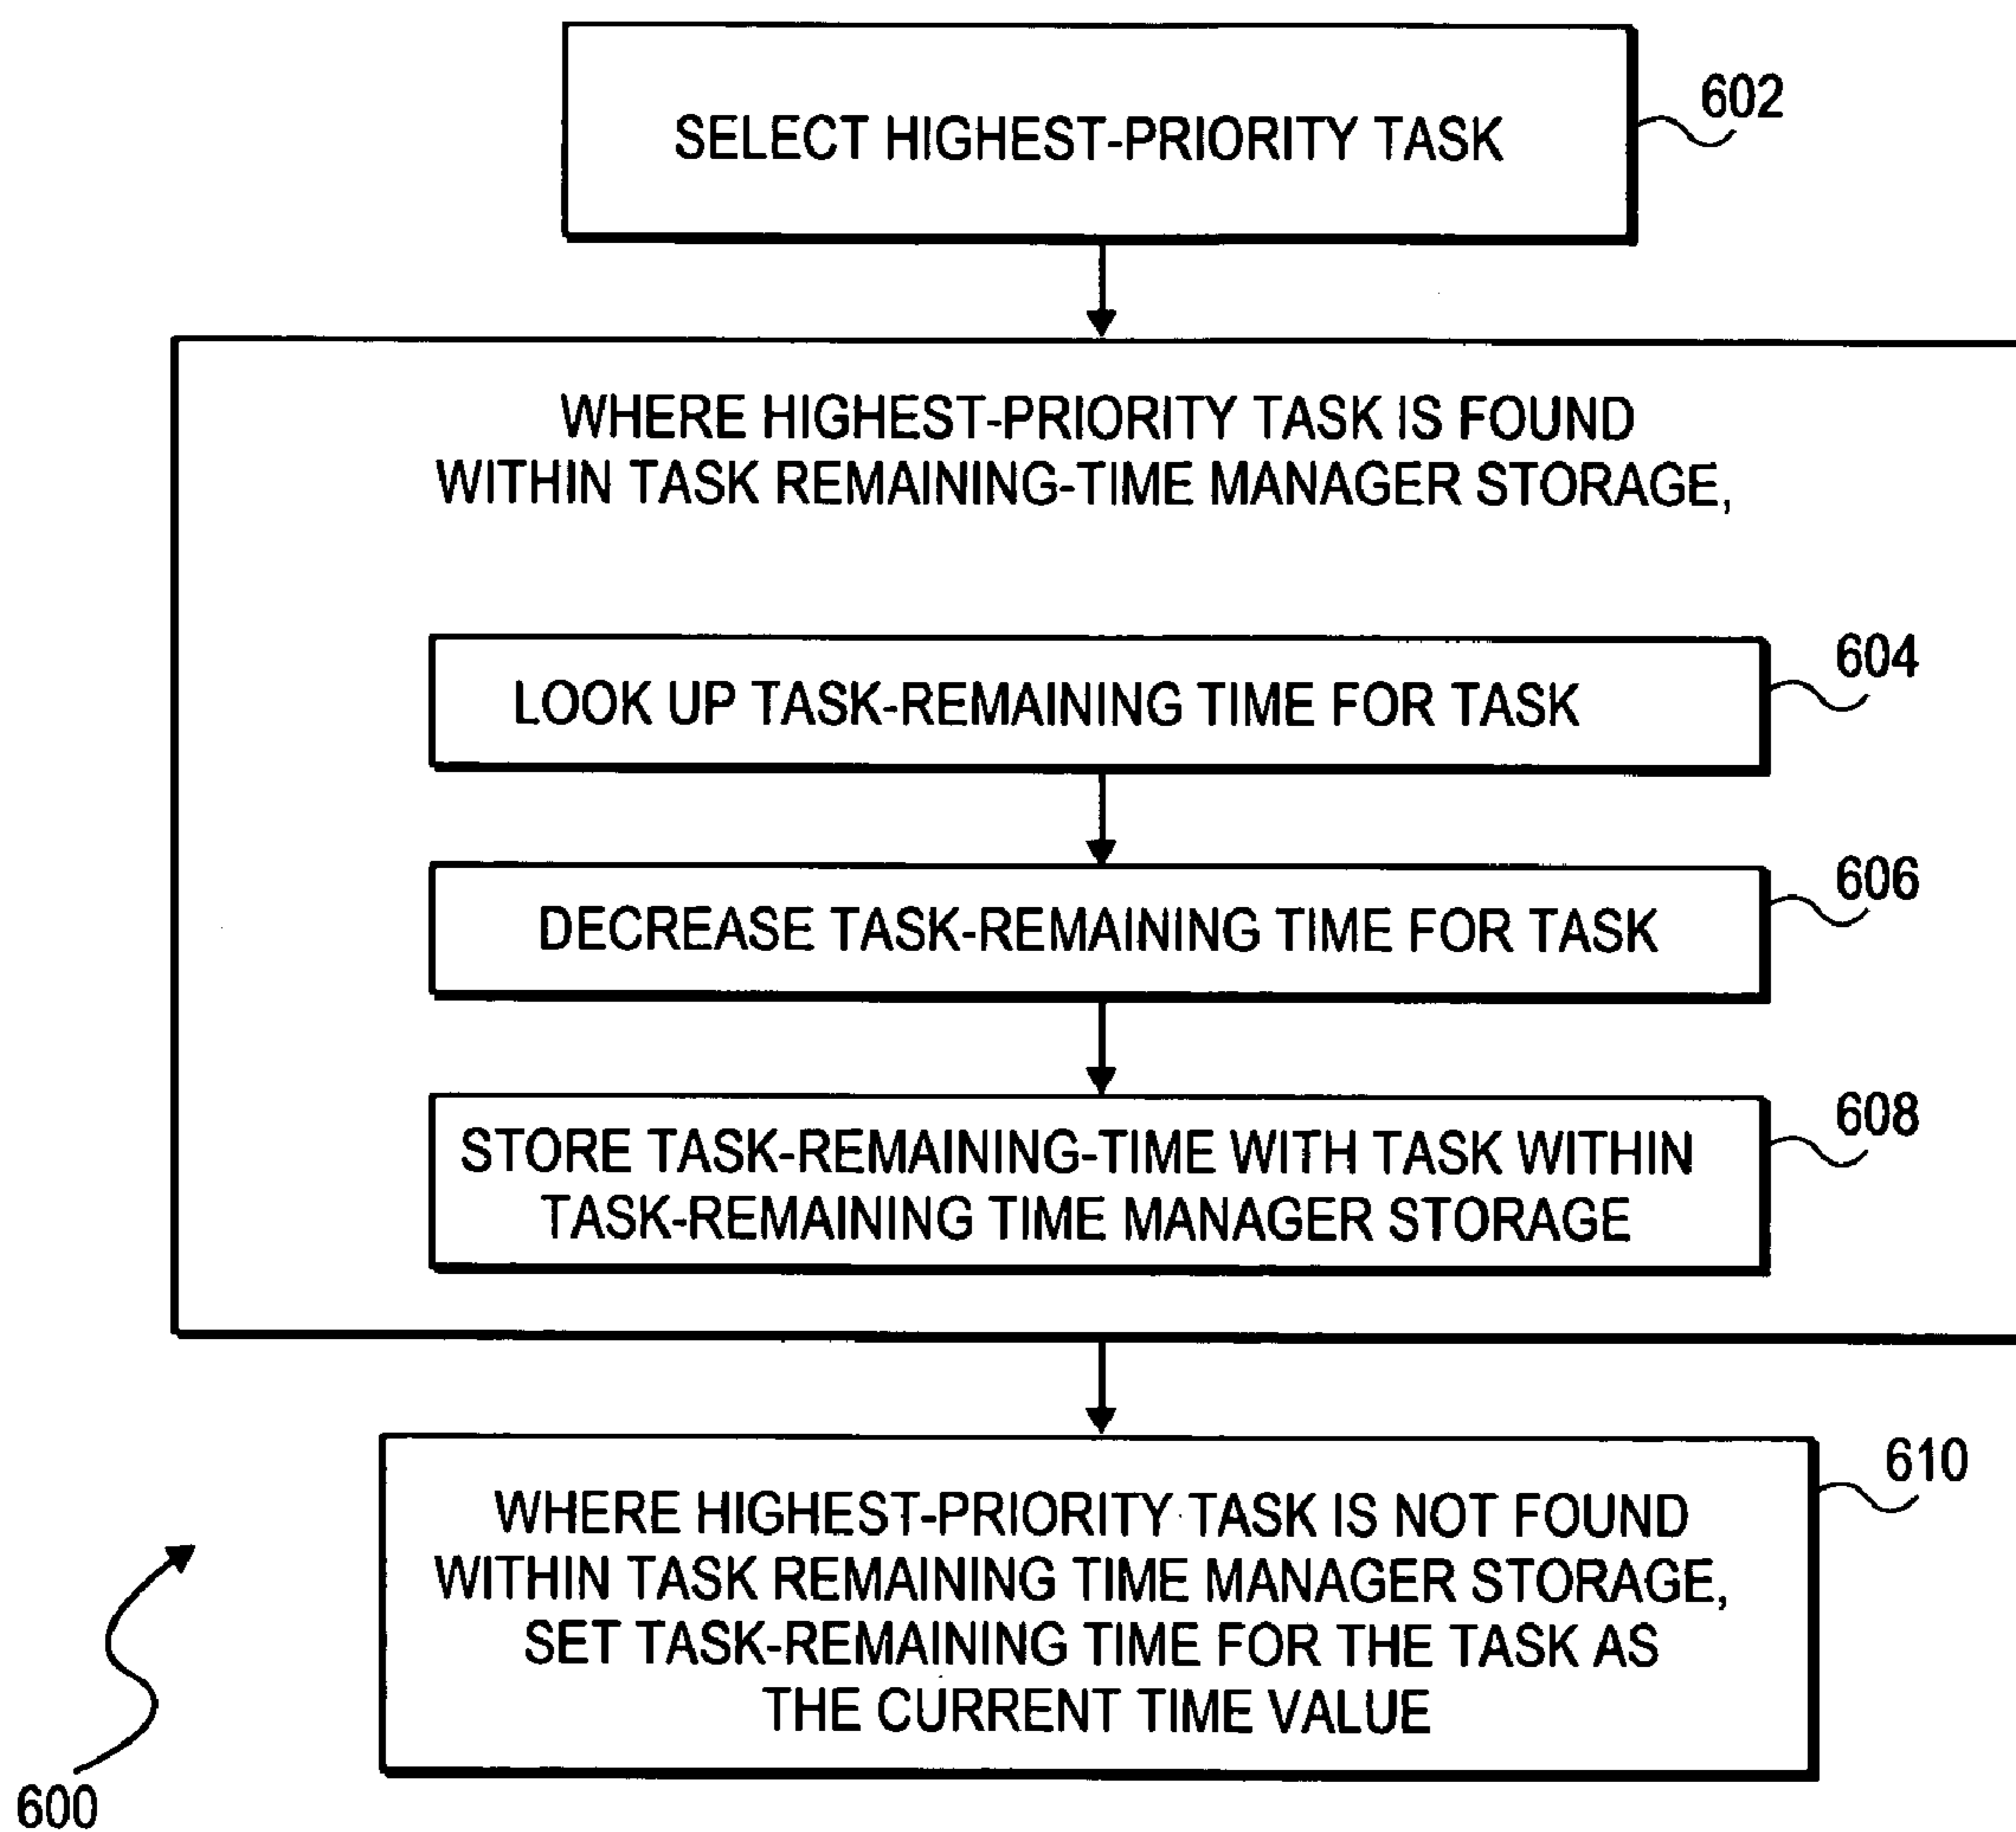 SELECT HIGHEST-PRIORITY TASK
602
WHERE HIGHEST-PRIORITY TASK IS FOUND
WITHIN TASK REMAINING-TIME MANAGER STORAGE,
LOOK UP TASK-REMAINING TIME FOR TASK
604
DECREASE TASK-REMAINING TIME FOR TASK
606
STORE TASK-REMAINING-TIME WITH TASK WITHIN
TASK-REMAINING TIME MANAGER STORAGE
608
WHERE HIGHEST-PRIORITY TASK IS NOT FOUND
WITHIN TASK REMAINING TIME MANAGER STORAGE,
SET TASK-REMAINING TIME FOR THE TASK AS
THE CURRENT TIME VALUE
610
600